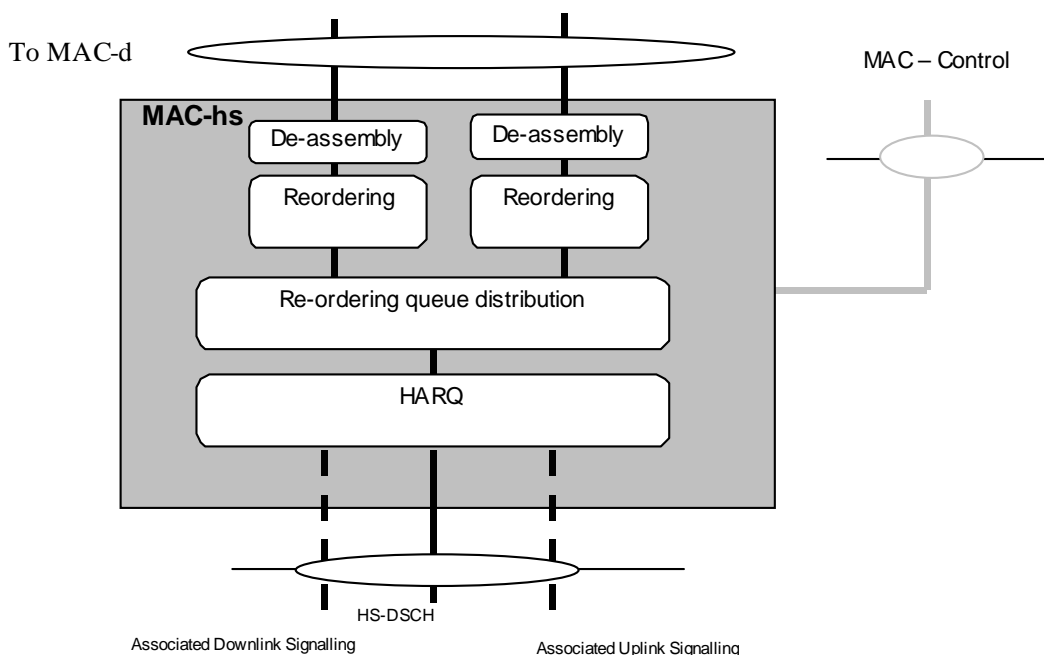 To MAC-d
MAC – Control
MAC-hs
De-assembly
De-assembly
Reordering
Reordering
Re-ordering queue distribution
HARQ
HS-DSCH
Associated Downlink Signalling
Associated Uplink Signalling